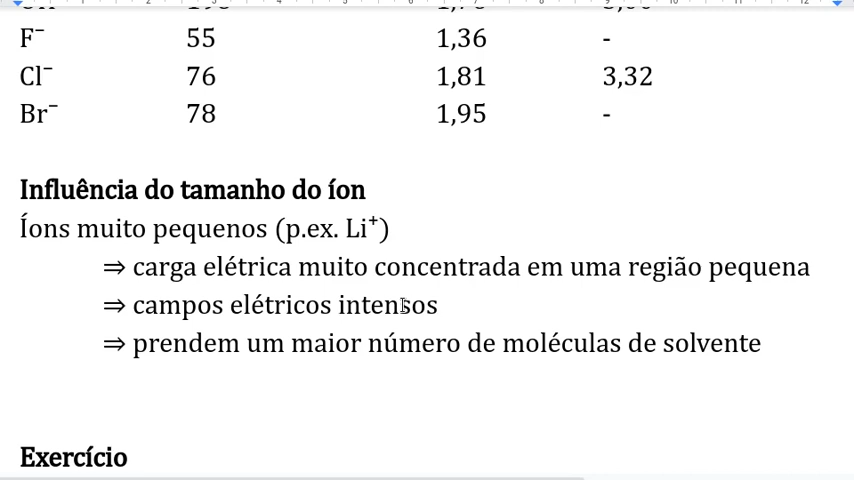 F⁻ 55 1,36 -
Cl⁻ 76 1,81 3,32
Br⁻ 78 1,95 -
Influência do tamanho do íon
Íons muito pequenos (p.ex. Li⁺)
⇒ carga elétrica muito concentrada em uma região pequena
⇒ campos elétricos intensos
⇒ prendem um maior número de moléculas de solvente
Exercício